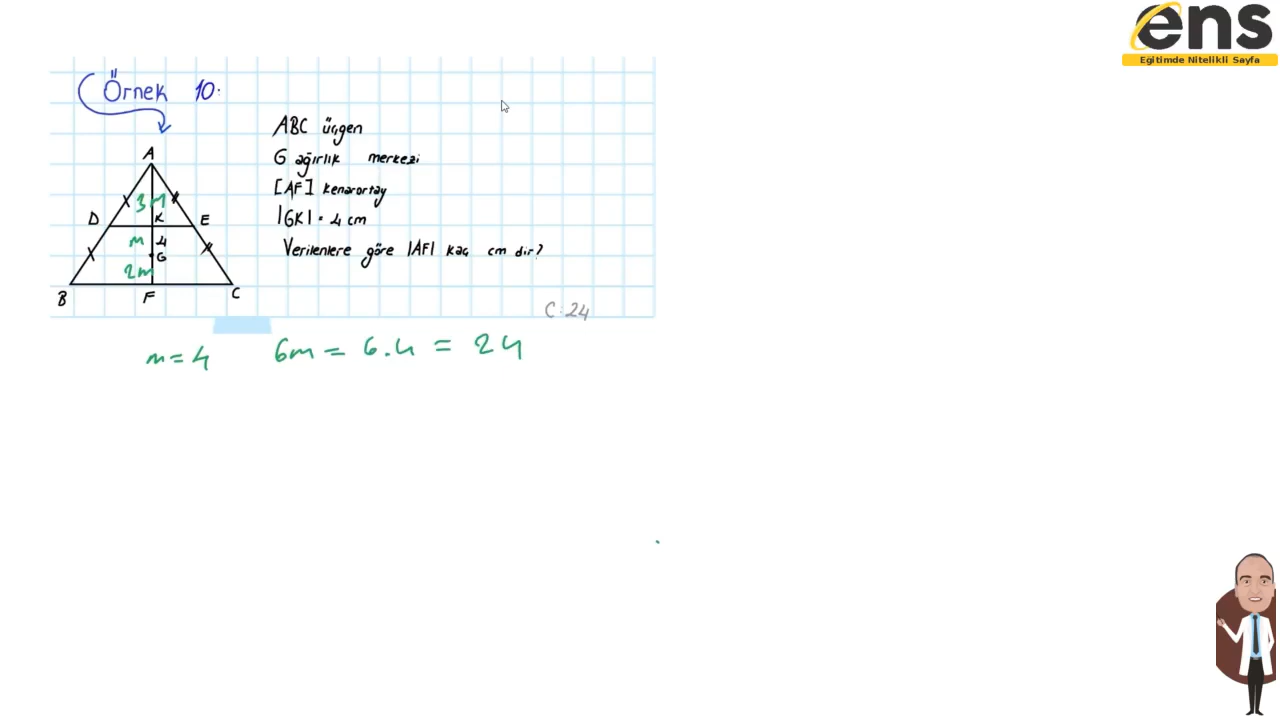 ens
Eğitimde Nitelikli Sayfa
Örnek 10:
ABC üçgen
G ağırlık merkezi
[AF] kenarortay
|GK| = 4 cm
Verilenlere göre |AF| kaç cm dir?
A
3m
D K E
m 4
G
2m
B F C
C: 24
m = 4 6m = 6.4 = 24